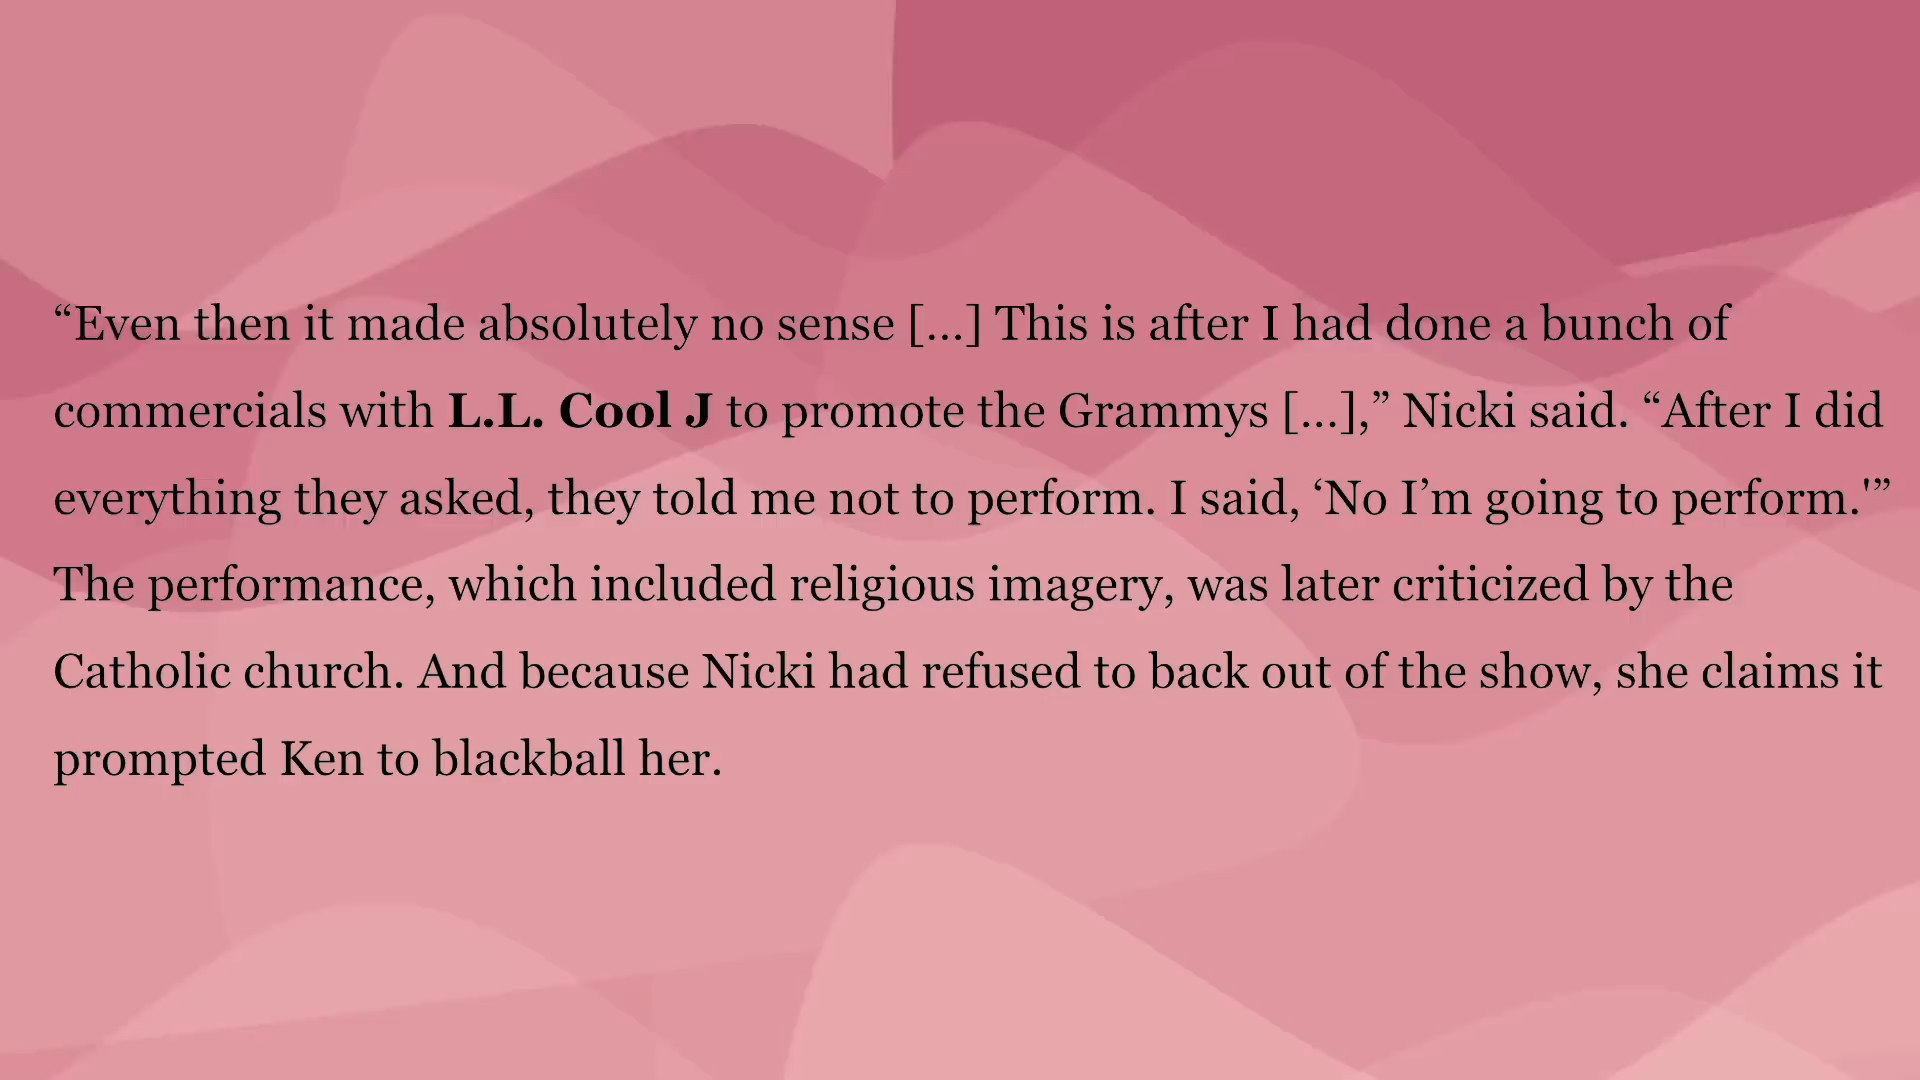 “Even then it made absolutely no sense […] This is after I had done a bunch of
commercials with L.L. Cool J to promote the Grammys […],” Nicki said. “After I did
everything they asked, they told me not to perform. I said, ‘No I’m going to perform.'”
The performance, which included religious imagery, was later criticized by the
Catholic church. And because Nicki had refused to back out of the show, she claims it
prompted Ken to blackball her.